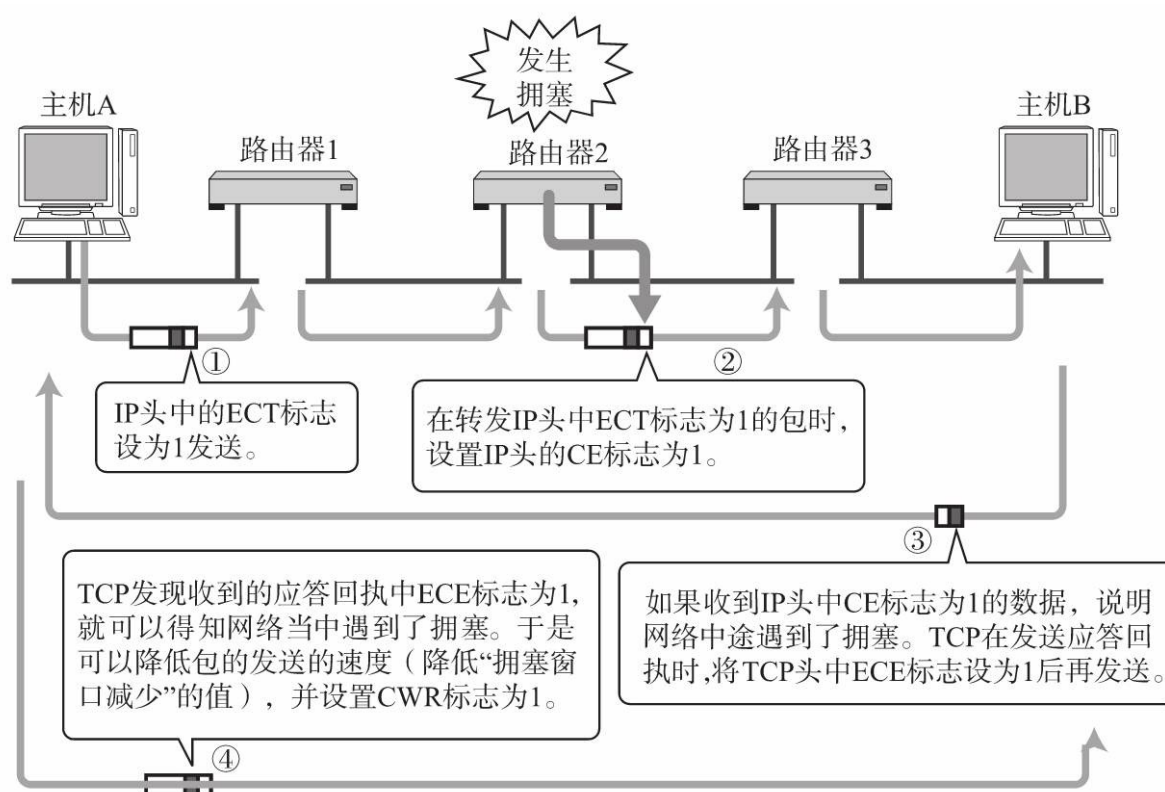 发生
拥塞
主机A
主机B
路由器1
路由器2
路由器3
①
②
IP头中的ECT标志
设为1发送。
在转发IP头中ECT标志为1的包时，
设置IP头的CE标志为1。
③
TCP发现收到的应答回执中ECE标志为1，
就可以得知网络当中遇到了拥塞。于是
可以降低包的发送的速度（降低“拥塞窗
口减少”的值），并设置CWR标志为1。
如果收到IP头中CE标志为1的数据，说明
网络中途遇到了拥塞。TCP在发送应答回
执时,将TCP头中ECE标志设为1后再发送。
④